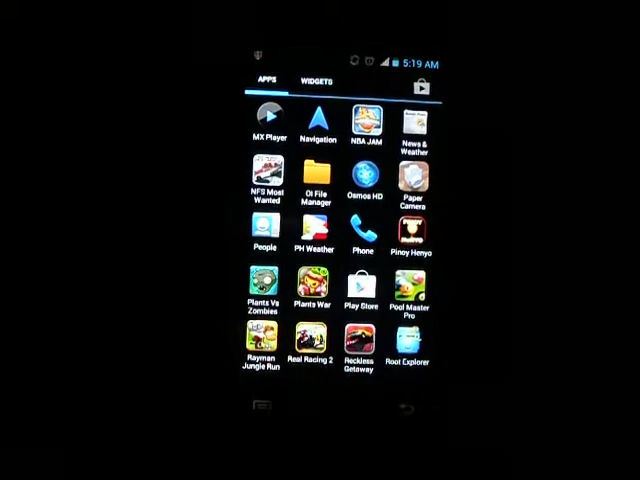 5:19 AM
APPS WIDGETS
MX Player Navigation NBA JAM News &
Weather
NFS Most
Wanted OI File
Manager Osmos HD Paper
Camera
People PH Weather Phone Pinoy Henyo
Plants Vs
Zombies Plants War Play Store Pool Master
Pro
Rayman
Jungle Run Real Racing 2 Reckless
Getaway Root Explorer